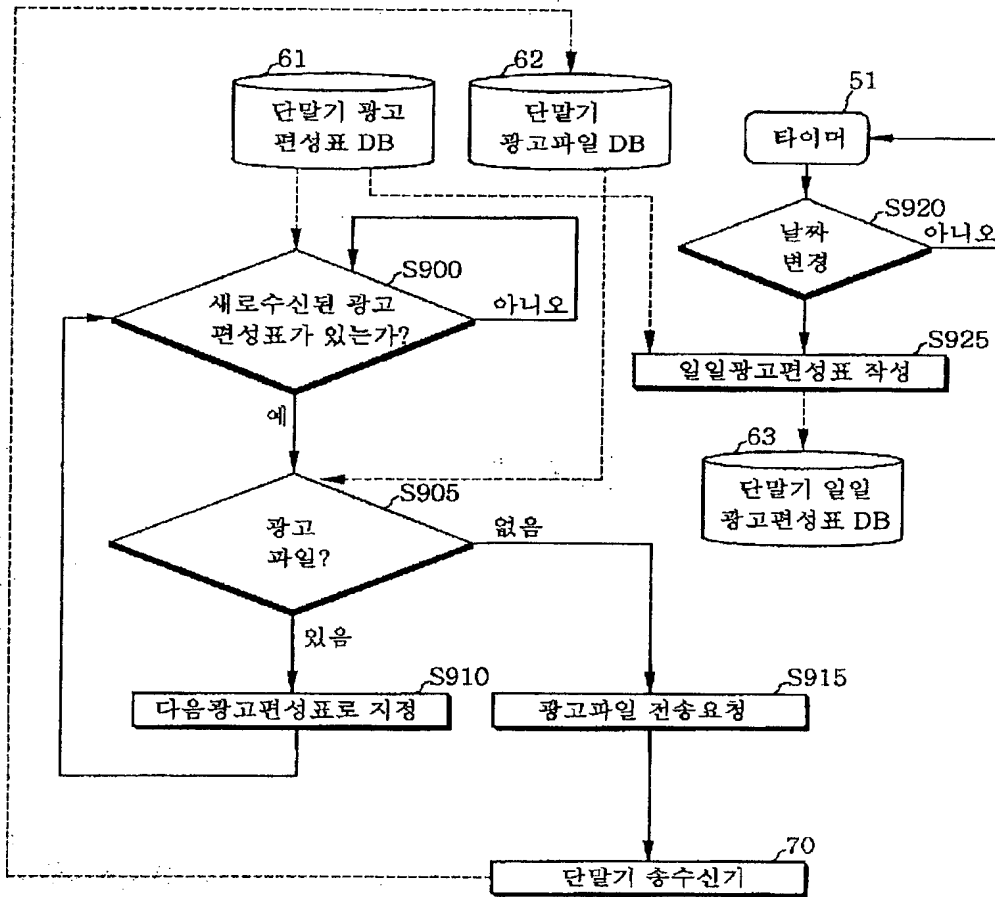 61
단말기 광고
편성표 DB
62
단말기
광고파일 DB
51
타이머
S920
날짜
변경
아니오
S900
새로수신된 광고
편성표가 있는가?
아니오
예
S925
일일광고편성표 작성
63
단말기 일일
광고편성표 DB
S905
광고
파일?
없음
있음
S910
다음광고편성표로 지정
S915
광고파일 전송요청
70
단말기 송수신기